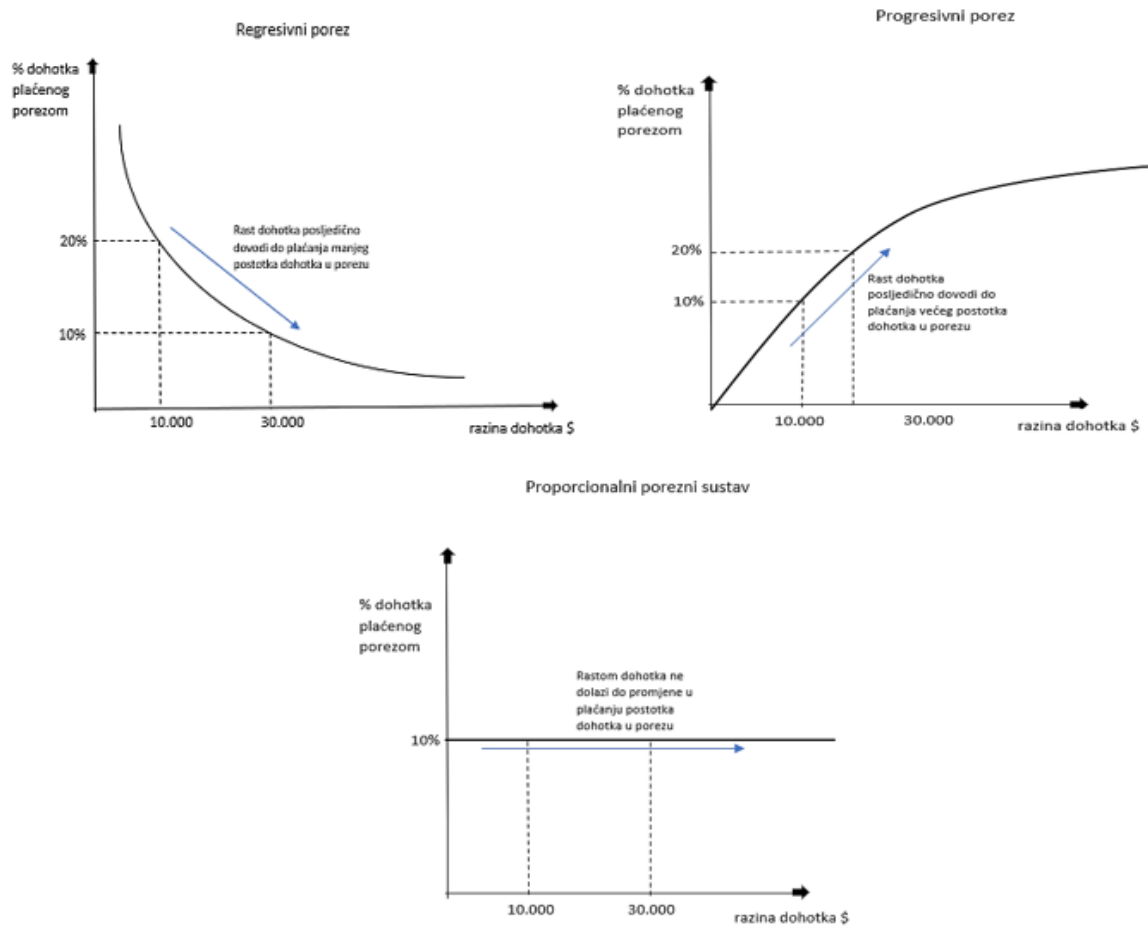 Regresivni porez
% dohotka
plaćenog
porezom
20%
10%
Rast dohotka posljedično
dovodi do plaćanja manjeg
postotka dohotka u porezu
10.000
30.000
razina dohotka $
Progresivni porez
% dohotka
plaćenog
porezom
20%
10%
Rast dohotka
posljedično dovodi do
plaćanja većeg postotka
dohotka u porezu
10.000
30.000
razina dohotka $
Proporcionalni porezni sustav
% dohotka
plaćenog
porezom
Rastom dohotka ne
dolazi do promjene u
plaćanju postotka
dohotka u porezu
10%
10.000
30.000
razina dohotka $